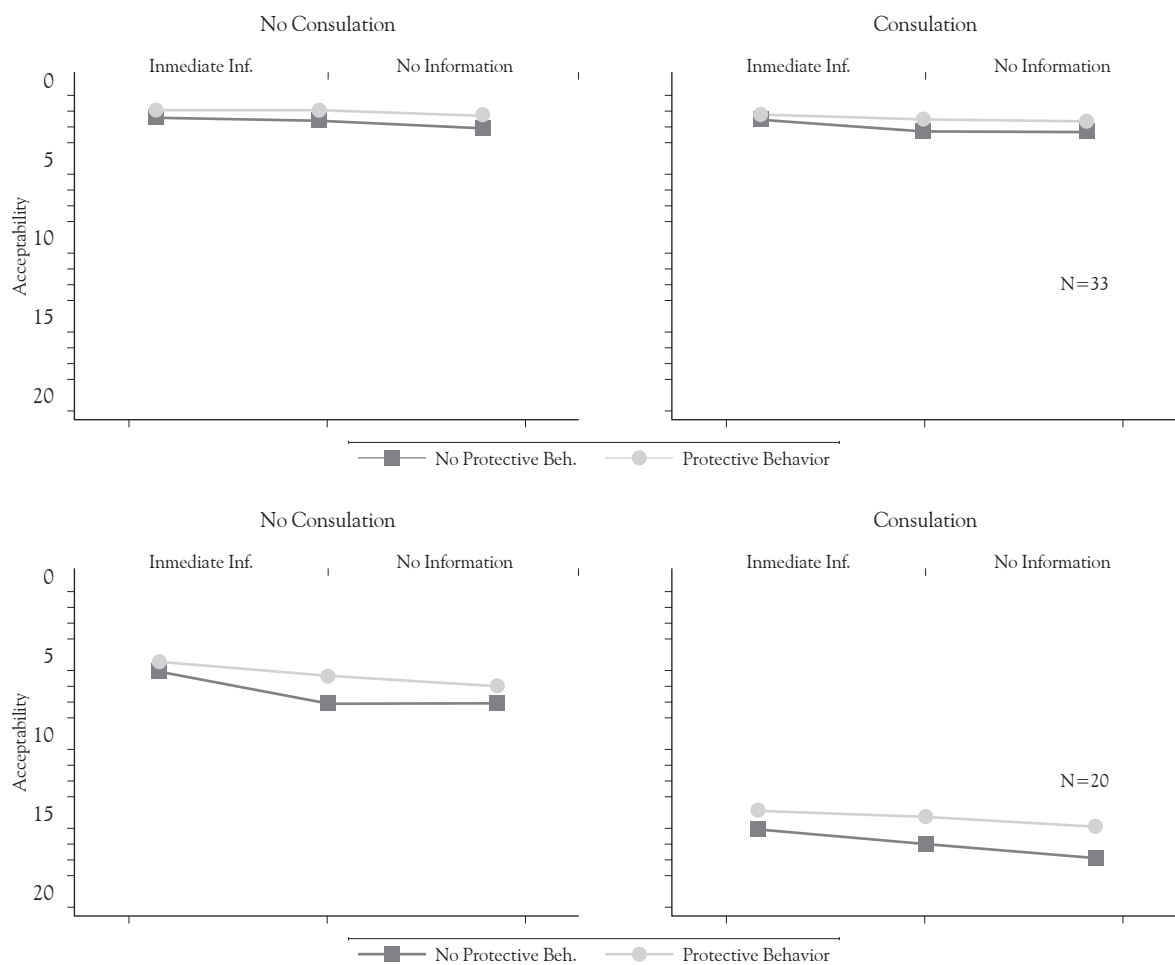 No Consulation Consulation
Inmediate Inf. No Information Inmediate Inf. No Information
0
5
10
15
20
Acceptability
N=33
No Protective Beh. Protective Behavior
No Consulation Consulation
Inmediate Inf. No Information Inmediate Inf. No Information
0
5
10
15
20
Acceptability
N=20
No Protective Beh. Protective Behavior